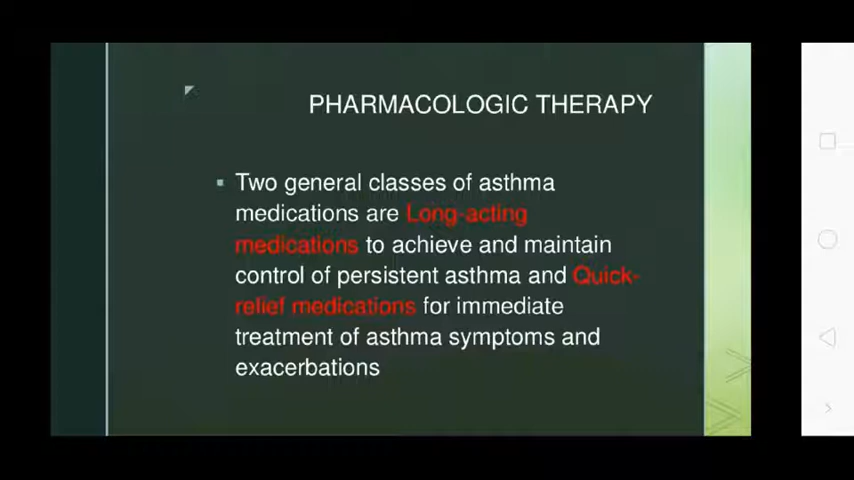 PHARMACOLOGIC THERAPY
Two general classes of asthma
medications are Long-acting
medications to achieve and maintain
control of persistent asthma and Quick-
relief medications for immediate
treatment of asthma symptoms and
exacerbations